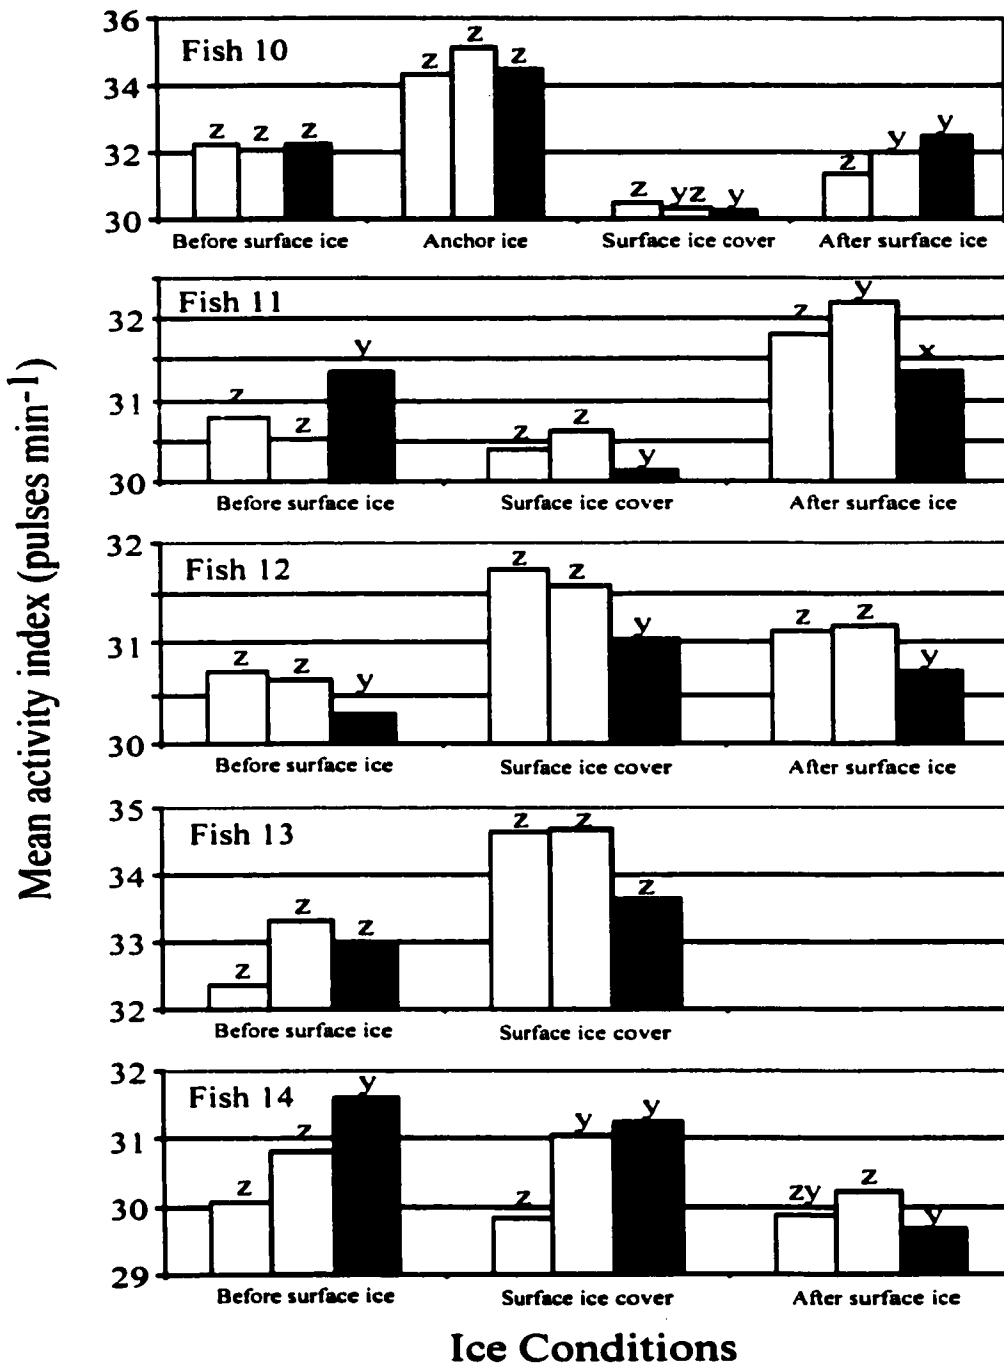 Mean activity index (pulses min-1)
36
34
32
30
Fish 10
z z z
z z z
z yz y
z y y
Before surface ice Anchor ice Surface ice cover After surface ice
32
31
30
Fish 11
z z y
z z y
z y x
Before surface ice Surface ice cover After surface ice
32
31
30
Fish 12
z z y
z z y
z z y
Before surface ice Surface ice cover After surface ice
35
34
33
32
Fish 13
z z z
z z z
Before surface ice Surface ice cover
32
31
30
29
Fish 14
z z y
z y y
zy z y
Before surface ice Surface ice cover After surface ice
Ice Conditions